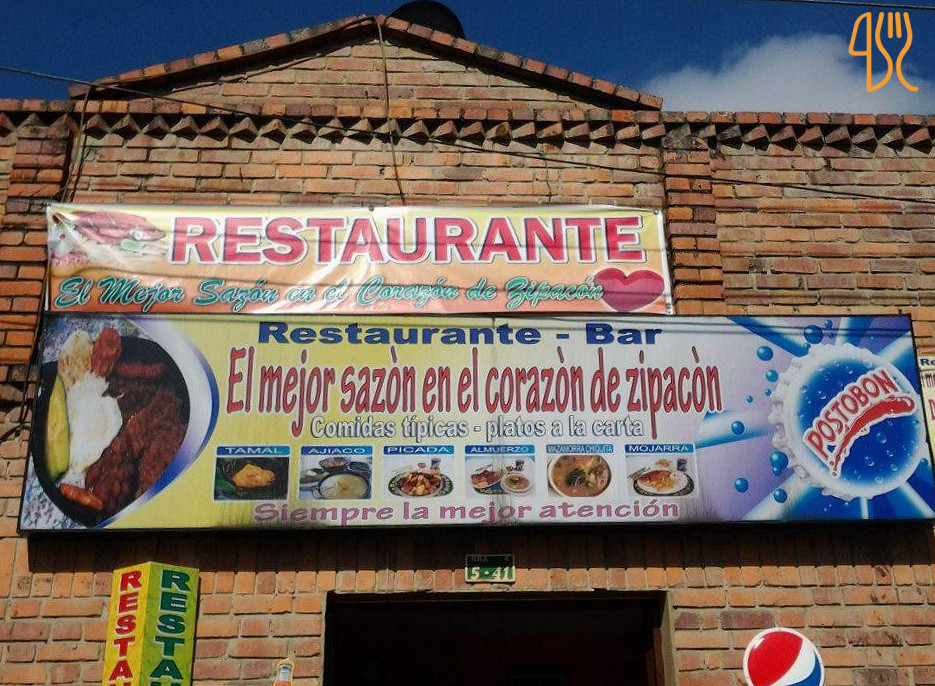 RESTAURANTE
El Mejor Sazón en el Corazón de Zipacón
Restaurante - Bar
El mejor sazòn en el corazòn de zipacòn
Comidas típicas - platos a la carta
TAMAL
AJIACO
PICADA
ALMUERZO
MAZAMORRA CHIQUITA
MOJARRA
Siempre la mejor atención
POSTOBON
5-41
RESTA
RESTA